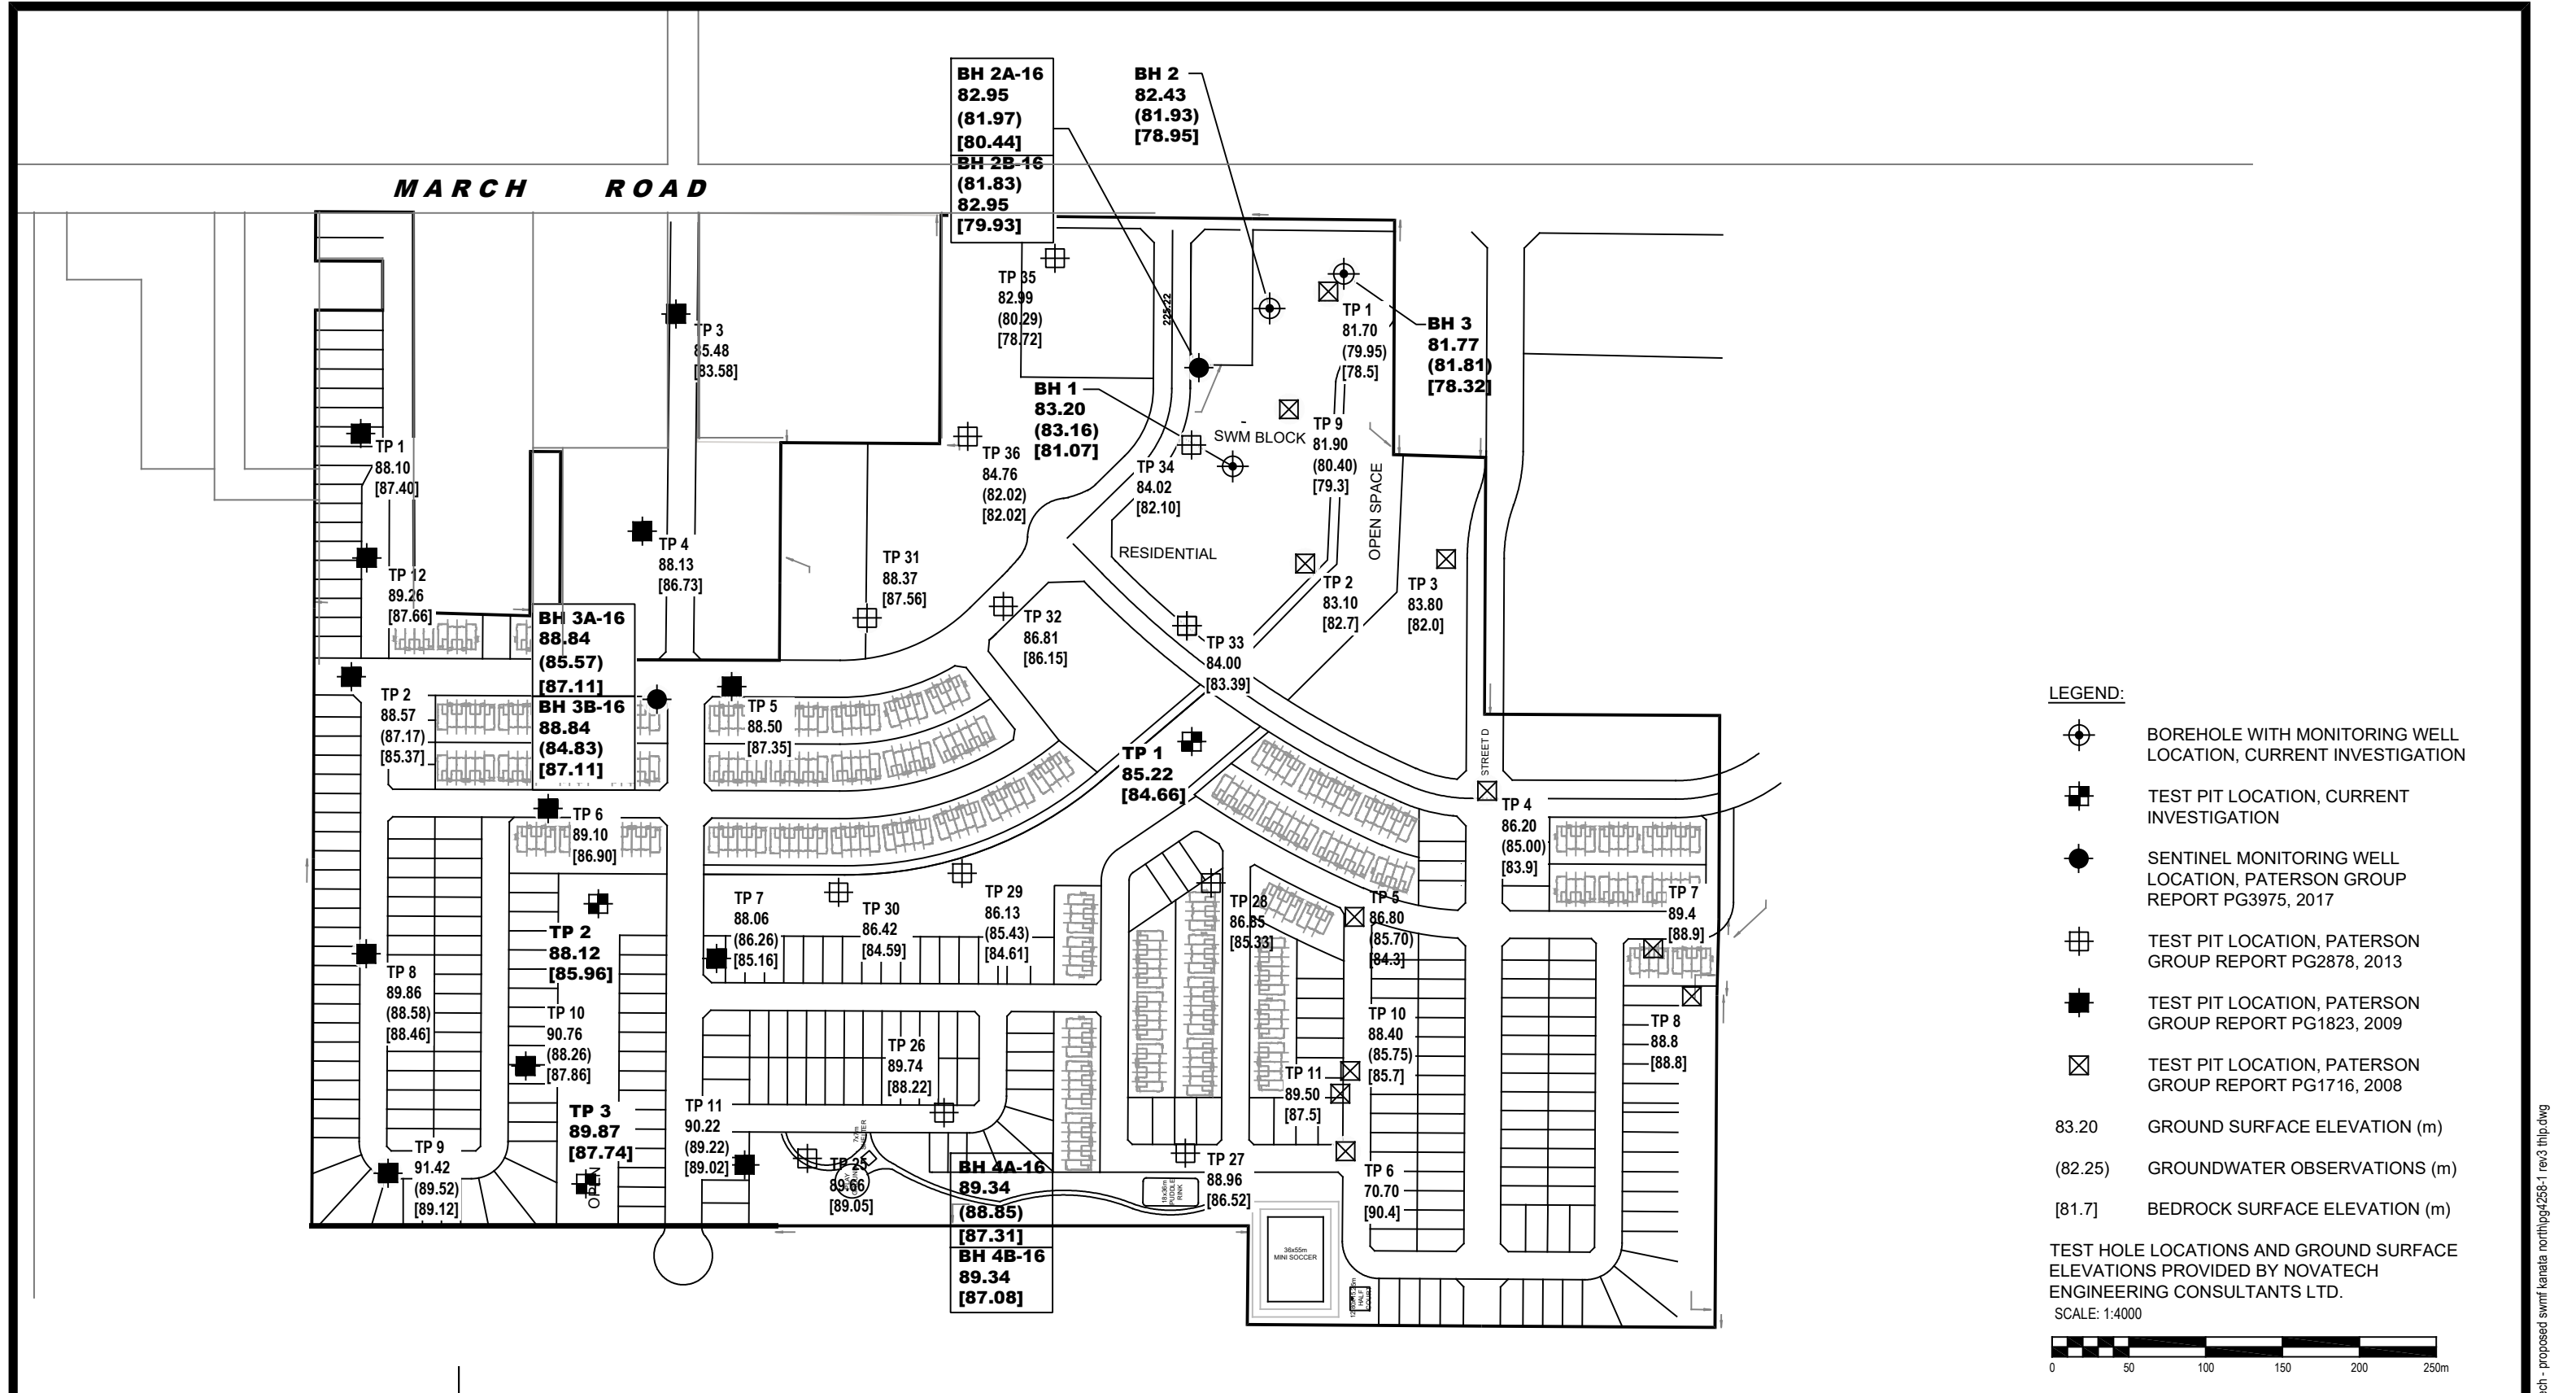 BH 2A-16
82.95
(81.97)
[80.44]
BH 2B-16
(81.83)
82.95
[79.93]
BH 2
82.43
(81.93)
[78.95]
MARCH ROAD
TP 35
82.99
(80.29)
[78.72]
225.22
TP 1
81.70
(79.95)
[78.5]
BH 3
81.77
(81.81)
[78.32]
TP 3
85.48
[83.58]
BH 1
83.20
(83.16)
[81.07]
SWM BLOCK
TP 9
81.90
(80.40)
[79.3]
OPEN SPACE
TP 1
88.10
[87.40]
TP 36
84.76
(82.02)
[82.02]
TP 34
84.02
[82.10]
RESIDENTIAL
TP 12
89.26
[87.66]
TP 4
88.13
[86.73]
TP 31
88.37
[87.56]
TP 32
86.81
[86.15]
TP 2
83.10
[82.7]
TP 3
83.80
[82.0]
TP 33
84.00
[83.39]
BH 3A-16
88.84
(85.57)
[87.11]
BH 3B-16
88.84
(84.83)
[87.11]
TP 2
88.57
(87.17)
[85.37]
TP 5
88.50
[87.35]
TP 1
85.22
[84.66]
STREET D
TP 4
86.20
(85.00)
[83.9]
TP 6
89.10
[86.90]
TP 2
88.12
[85.96]
TP 7
88.06
(86.26)
[85.16]
TP 30
86.42
[84.59]
TP 29
86.13
(85.43)
[84.61]
TP 28
86.85
[85.33]
TP 5
86.80
(85.70)
[84.3]
TP 7
89.4
[88.9]
TP 8
89.86
(88.58)
[88.46]
TP 10
90.76
(88.26)
[87.86]
TP 26
89.74
[88.22]
TP 10
88.40
(85.75)
[85.7]
TP 8
88.8
[88.8]
TP 11
89.50
[87.5]
TP 3
89.87
[87.74]
OPEN
TP 11
90.22
(89.22)
[89.02]
TP 9
91.42
(89.52)
[89.12]
TP 25
89.66
[89.05]
BH 4A-16
89.34
(88.85)
[87.31]
BH 4B-16
89.34
[87.08]
18x36m
PUDDLE
RINK
TP 27
88.96
[86.52]
TP 6
70.70
[90.4]
36x55m
MINI SOCCER
HALF
COURT
LEGEND:
BOREHOLE WITH MONITORING WELL
LOCATION, CURRENT INVESTIGATION
TEST PIT LOCATION, CURRENT
INVESTIGATION
SENTINEL MONITORING WELL
LOCATION, PATERSON GROUP
REPORT PG3975, 2017
TEST PIT LOCATION, PATERSON
GROUP REPORT PG2878, 2013
TEST PIT LOCATION, PATERSON
GROUP REPORT PG1823, 2009
TEST PIT LOCATION, PATERSON
GROUP REPORT PG1716, 2008
83.20 GROUND SURFACE ELEVATION (m)
(82.25) GROUNDWATER OBSERVATIONS (m)
[81.7] BEDROCK SURFACE ELEVATION (m)
TEST HOLE LOCATIONS AND GROUND SURFACE
ELEVATIONS PROVIDED BY NOVATECH
ENGINEERING CONSULTANTS LTD.
SCALE: 1:4000
0 50 100 150 200 250m
ech - proposed swmf kanata north\pg4258-1 rev3 thlp.dwg